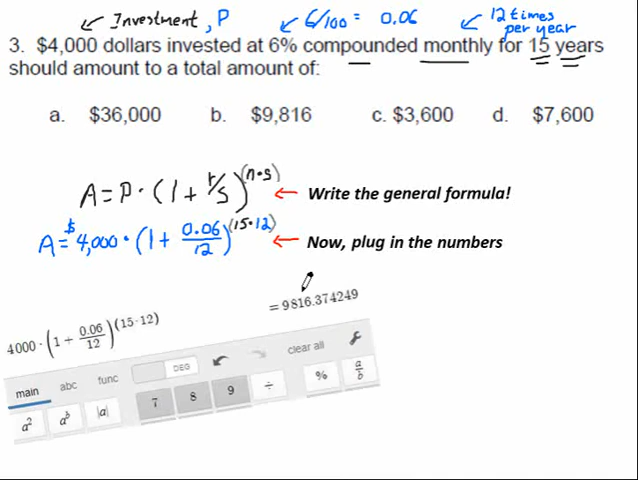 Investment, P 6/100 = 0.06 12 times per year
3. $4,000 dollars invested at 6% compounded monthly for 15 years
should amount to a total amount of:
a. $36,000 b. $9,816 c. $3,600 d. $7,600
A = P · (1 + r/s)^(n·s) ← Write the general formula!
A = $4,000 · (1 + 0.06/12)^(15·12) ← Now, plug in the numbers
4000 · (1 + 0.06/12)^(15·12) = 9816.374249
main abc func DEG clear all
a² aᵇ |a| 7 8 9 ÷ % a/b